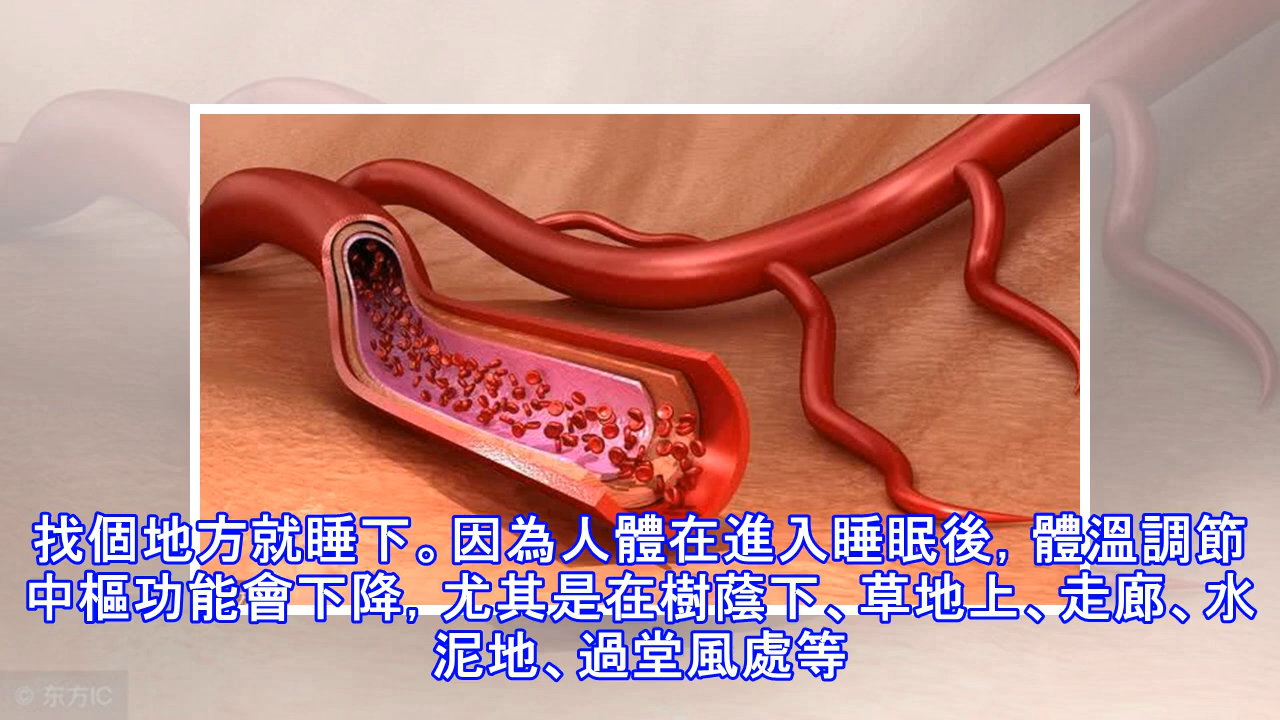 找個地方就睡下。因為人體在進入睡眠後，體溫調節
中樞功能會下降，尤其是在樹蔭下、草地上、走廊、水
泥地、過堂風處等
© 东方IC